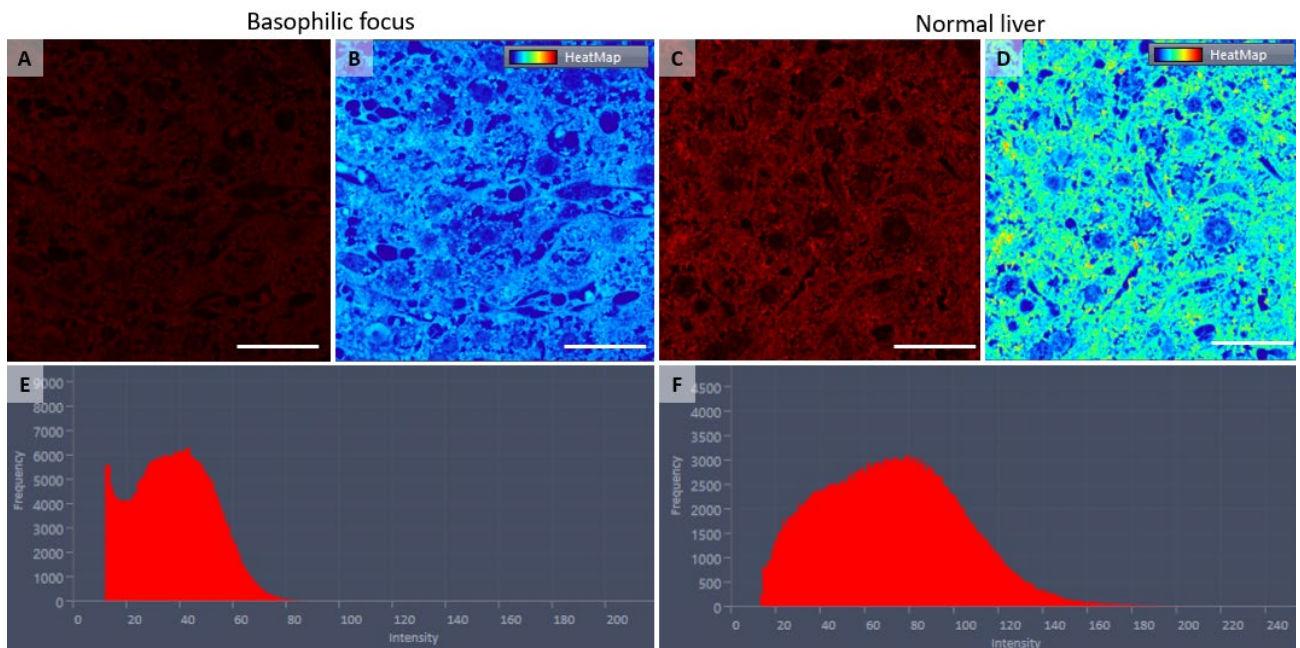 Basophilic focus
Normal liver
A
B
HeatMap
C
D
HeatMap
E
9000
8000
7000
6000
5000
4000
3000
2000
1000
0
Frequency
0 20 40 60 80 100 120 140 160 180 200
Intensity
F
4500
4000
3500
3000
2500
2000
1500
1000
500
0
Frequency
0 20 40 60 80 100 120 140 160 180 200 220 240
Intensity